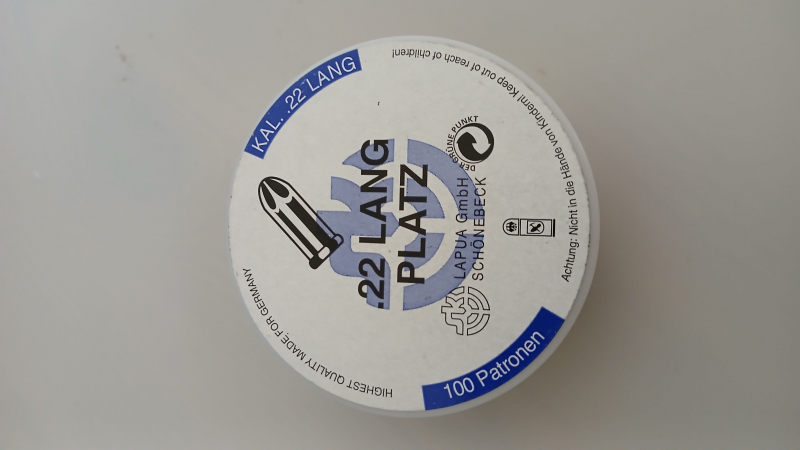 KAL. .22 LANG
.22 LANG
PLATZ
DER GRÜNE PUNKT
sk LAPUA GmbH
SCHÖNEBECK
100 Patronen
HIGHEST QUALITY MADE FOR GERMANY
Achtung: Nicht in die Hände von Kindern! Keep out of reach of children!